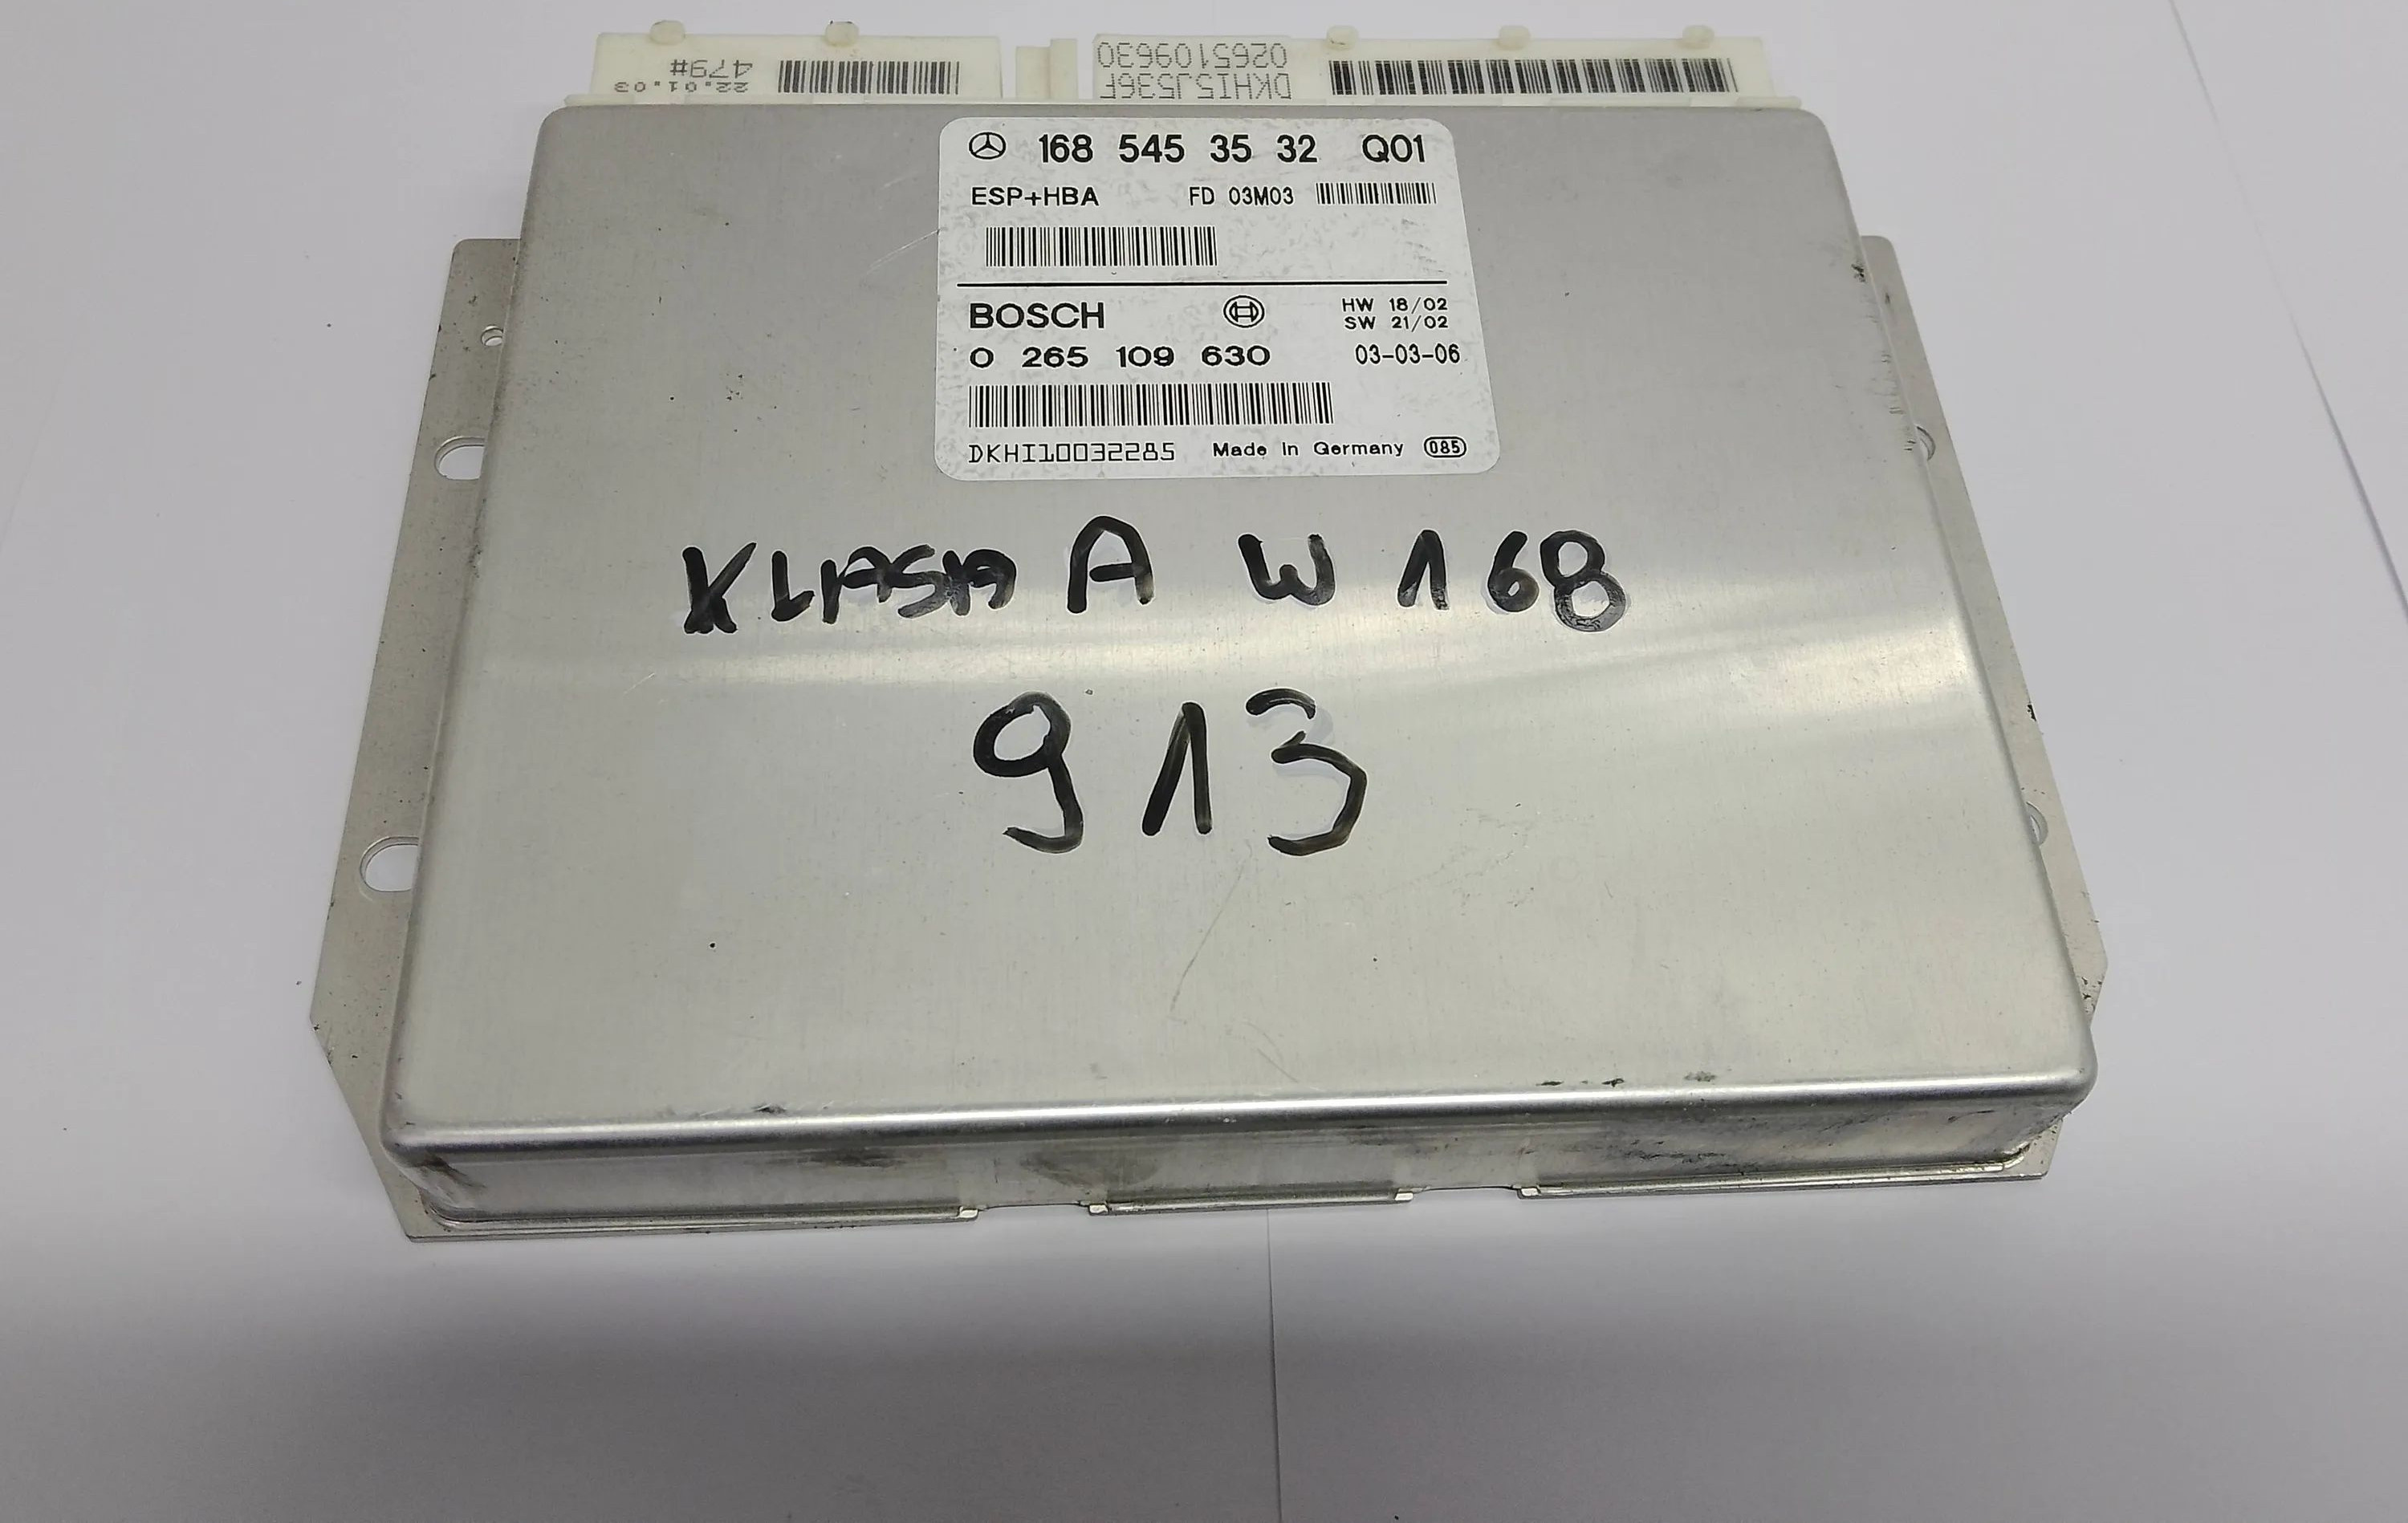 0265109630
DKHI5J536F
479#
22.01.03
168 545 35 32 Q01
ESP+HBA FD 03M03
BOSCH HW 18/02
SW 21/02
0 265 109 630 03-03-06
DKHI10032285 Made In Germany 085
KLASA A W 168
913